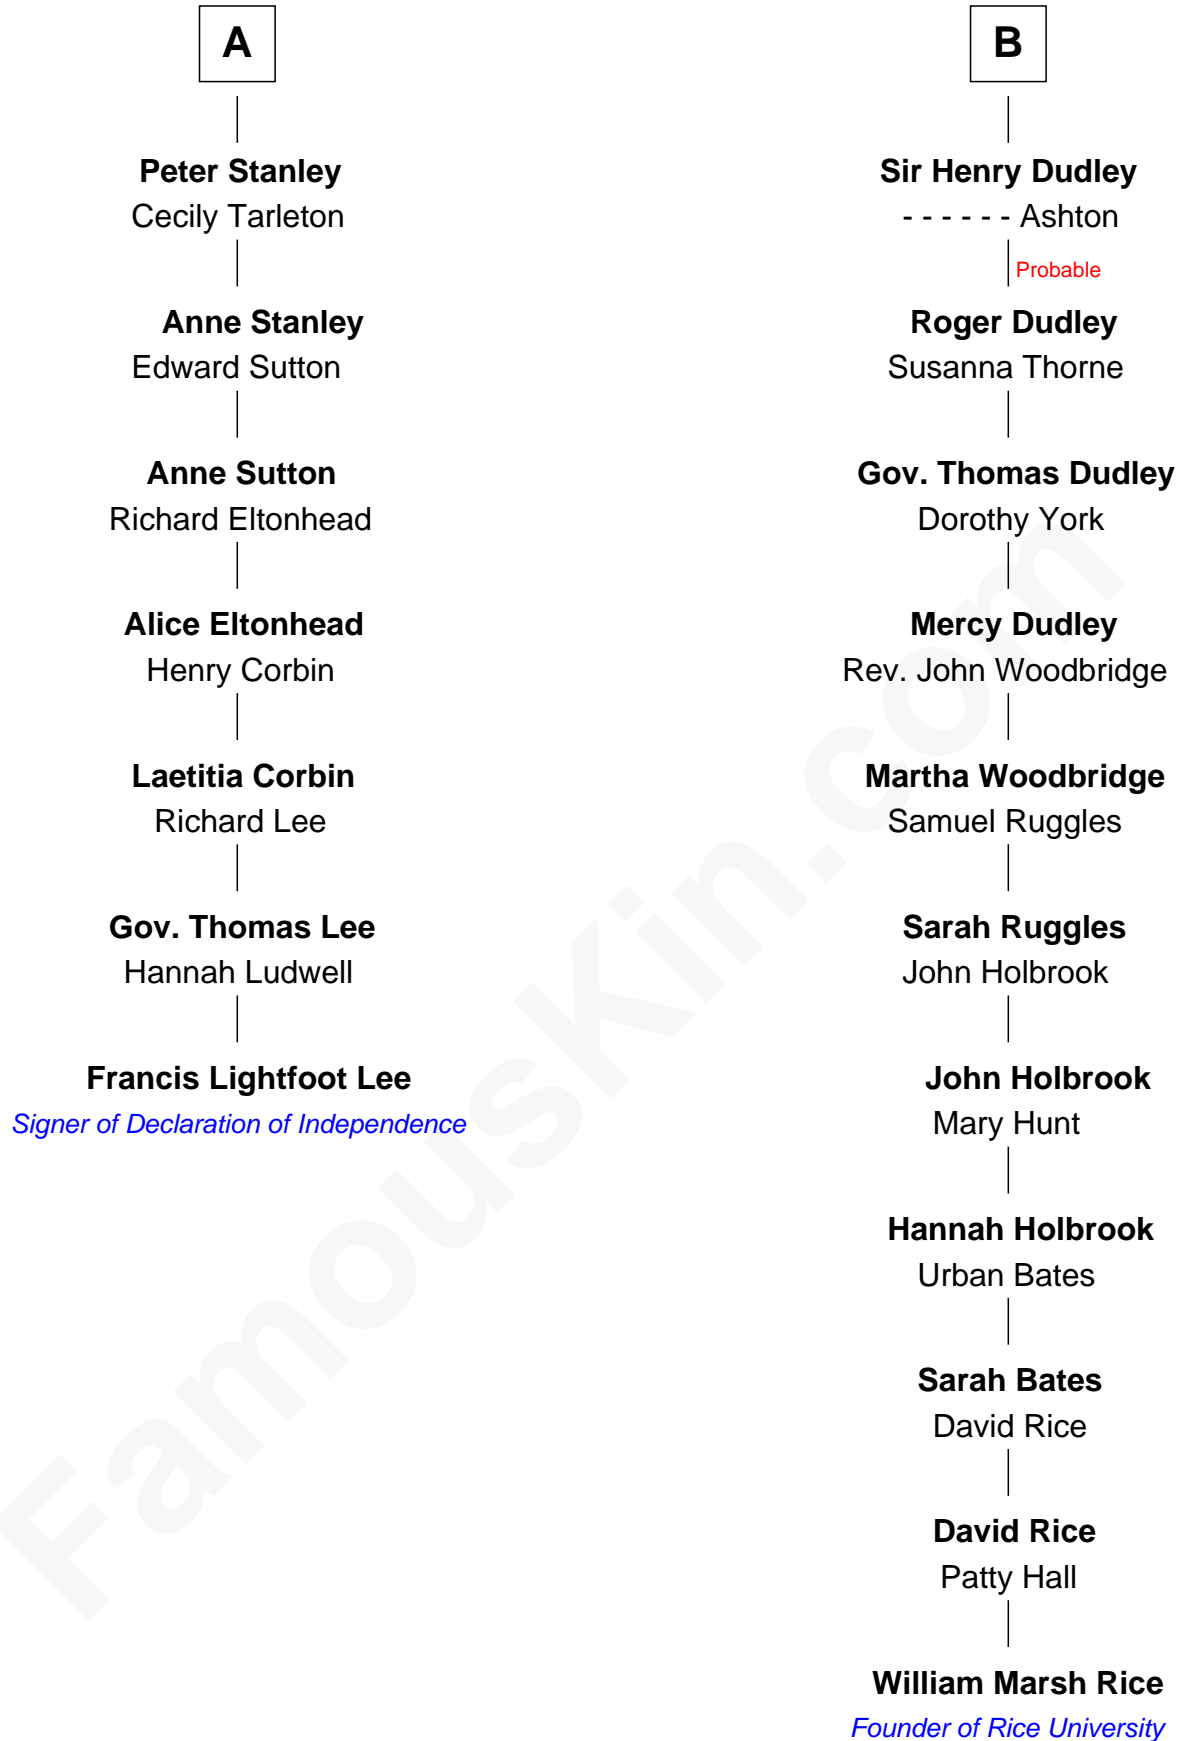 A
Peter Stanley
Cecily Tarleton
Anne Stanley
Edward Sutton
Anne Sutton
Richard Eltonhead
Alice Eltonhead
Henry Corbin
Laetitia Corbin
Richard Lee
Gov. Thomas Lee
Hannah Ludwell
Francis Lightfoot Lee
Signer of Declaration of Independence
B
Sir Henry Dudley
- - - - - - Ashton
Probable
Roger Dudley
Susanna Thorne
Gov. Thomas Dudley
Dorothy York
Mercy Dudley
Rev. John Woodbridge
Martha Woodbridge
Samuel Ruggles
Sarah Ruggles
John Holbrook
John Holbrook
Mary Hunt
Hannah Holbrook
Urban Bates
Sarah Bates
David Rice
David Rice
Patty Hall
William Marsh Rice
Founder of Rice University
FamousKin.com